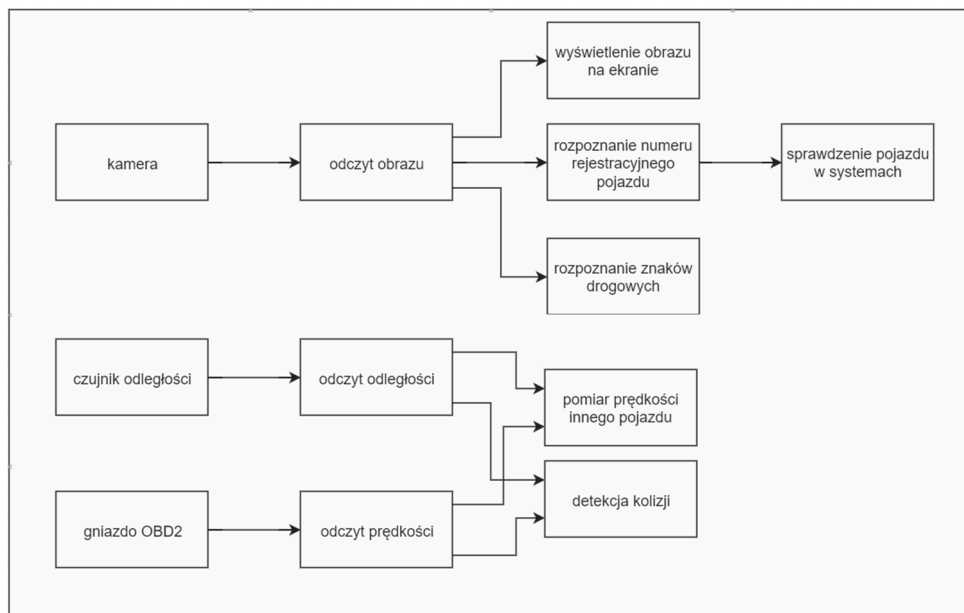 wyświetlenie obrazu
na ekranie
kamera
odczyt obrazu
rozpoznanie numeru
rejestracyjnego
pojazdu
sprawdzenie pojazdu
w systemach
rozpoznanie znaków
drogowych
czujnik odległości
odczyt odległości
pomiar prędkości
innego pojazdu
gniazdo OBD2
odczyt prędkości
detekcja kolizji